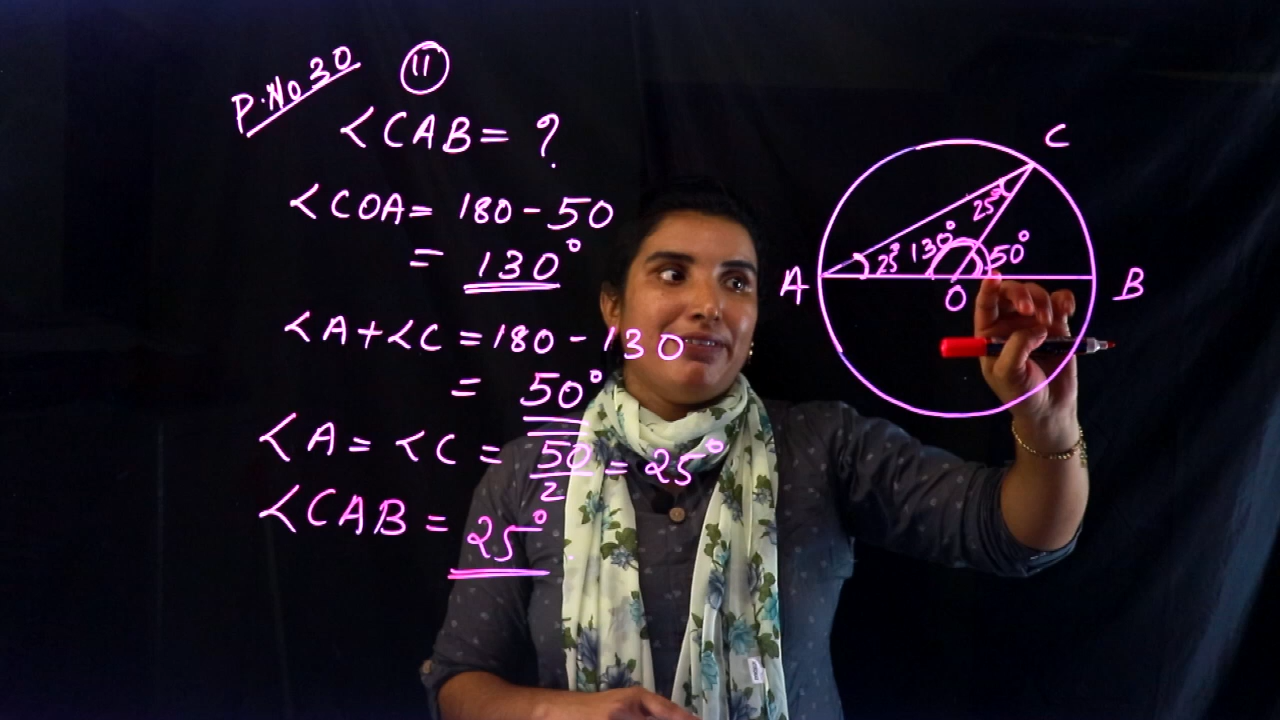 P.No 30
11
<CAB = ?
<COA = 180 - 50
= 130°
<A + <C = 180 - 130
= 50°
<A = <C = 50/2 = 25°
<CAB = 25°
C
25°
25° 130° 50°
A O B